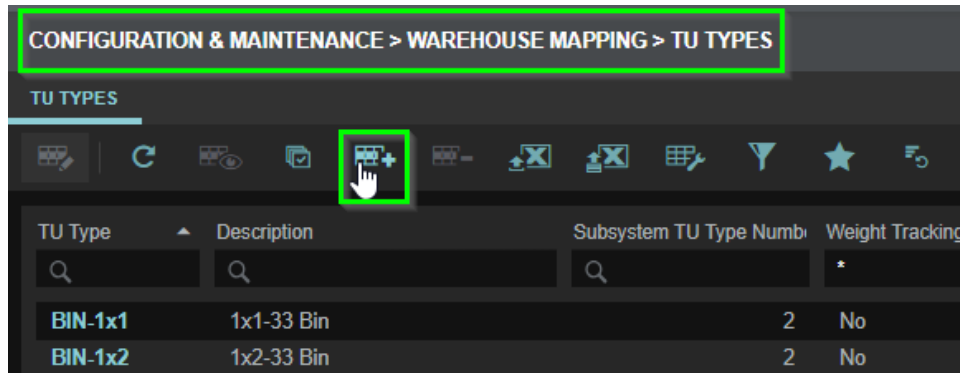 CONFIGURATION & MAINTENANCE > WAREHOUSE MAPPING > TU TYPES
TU TYPES
TU Type Description Subsystem TU Type Numb Weight Tracking
*
BIN-1x1 1x1-33 Bin 2 No
BIN-1x2 1x2-33 Bin 2 No